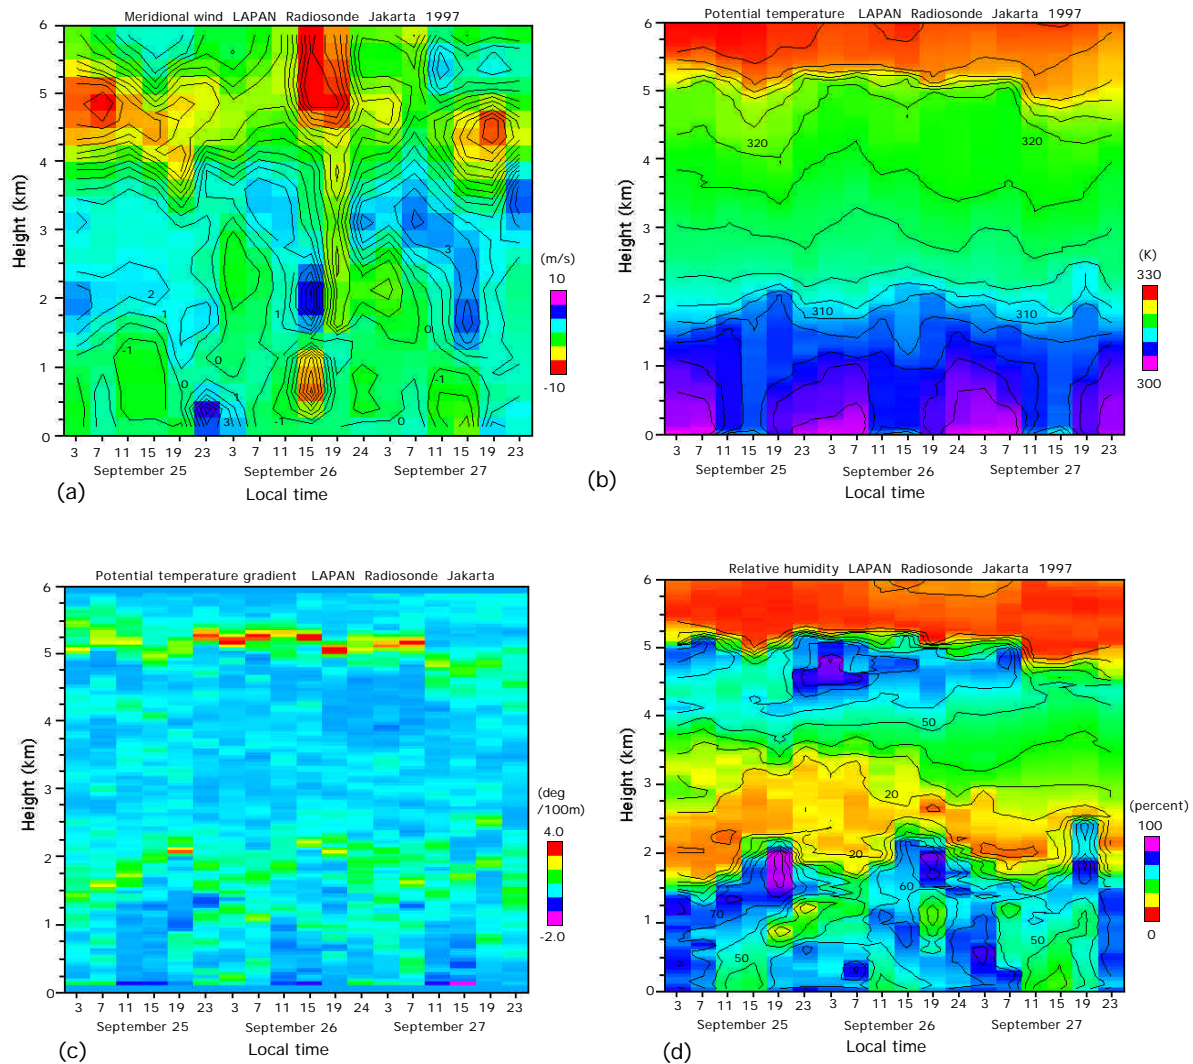 Meridional wind LAPAN Radiosonde Jakarta 1997
6
5
4
3
2
1
0
Height (km)
2
1
-1
0
0
1
3
-1
1
0
0
-1
3
(m/s)
10
-10
3 7 11 15 19 23 3 7 11 15 19 24 3 7 11 15 19 23
September 25 September 26 September 27
(a)
Local time
Potential temperature LAPAN Radiosonde Jakarta 1997
6
5
4
3
2
1
0
Height (km)
320
320
310
310
(K)
330
300
3 7 11 15 19 23 3 7 11 15 19 24 3 7 11 15 19 23
September 25 September 26 September 27
(b)
Local time
Potential temperature gradient LAPAN Radiosonde Jakarta
6
5
4
3
2
1
0
Height (km)
(deg
/100m)
4.0
-2.0
3 7 11 15 19 23 3 7 11 15 19 24 3 7 11 15 19 23
September 25 September 26 September 27
(c)
Local time
Relative humidity LAPAN Radiosonde Jakarta 1997
6
5
4
3
2
1
0
Height (km)
50
20
20
60
70
50
50
(percent)
100
0
3 7 11 15 19 23 3 7 11 15 19 24 3 7 11 15 19 23
September 25 September 26 September 27
(d)
Local time